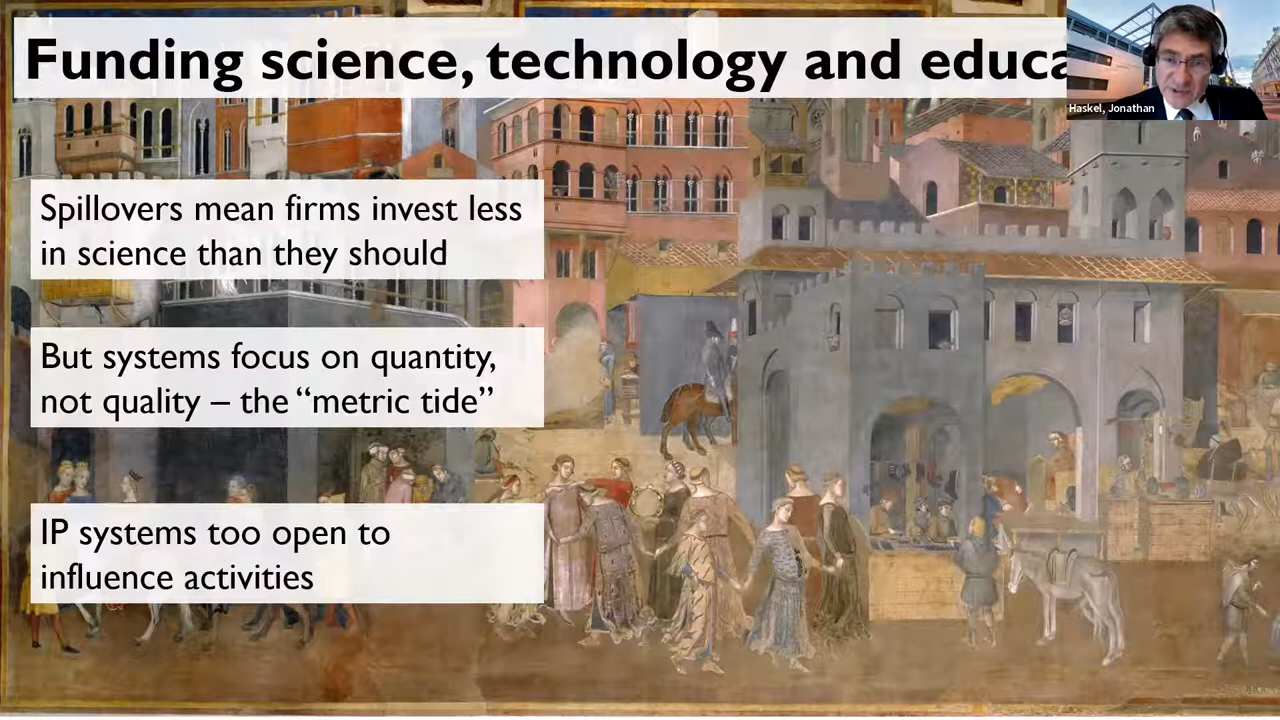 Funding science, technology and educa
Haskel, Jonathan
Spillovers mean firms invest less
in science than they should
But systems focus on quantity,
not quality – the “metric tide”
IP systems too open to
influence activities